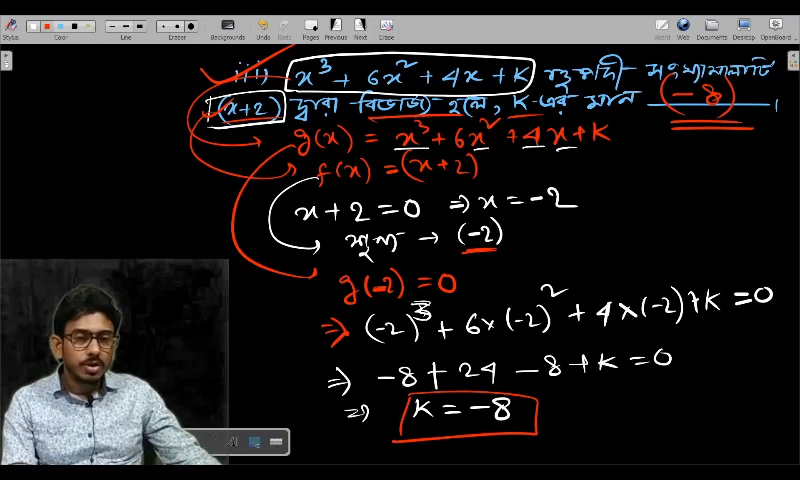 Stylus Color Line Eraser Backgrounds Undo Redo Pages Previous Next Erase Board Web Documents Desktop OpenBoard
iii) x³ + 6x² + 4x + K বহুপদী সংখ্যামালাটি
(x+2) দ্বারা বিভাজ্য হলে, K-এর মান (-8) ।
g(x) = x³ + 6x² + 4x + K
f(x) = (x+2)
x + 2 = 0 ⇒ x = -2
শূন্য → (-2)
g(-2) = 0
⇒ (-2)³ + 6×(-2)² + 4×(-2) + K = 0
⇒ -8 + 24 - 8 + K = 0
⇒ K = -8